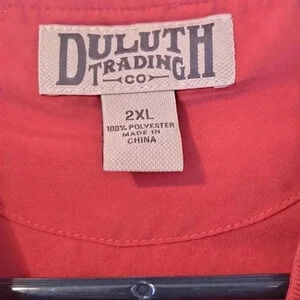 DULUTH
TRADING
CO
2XL
100% POLYESTER
MADE IN
CHINA